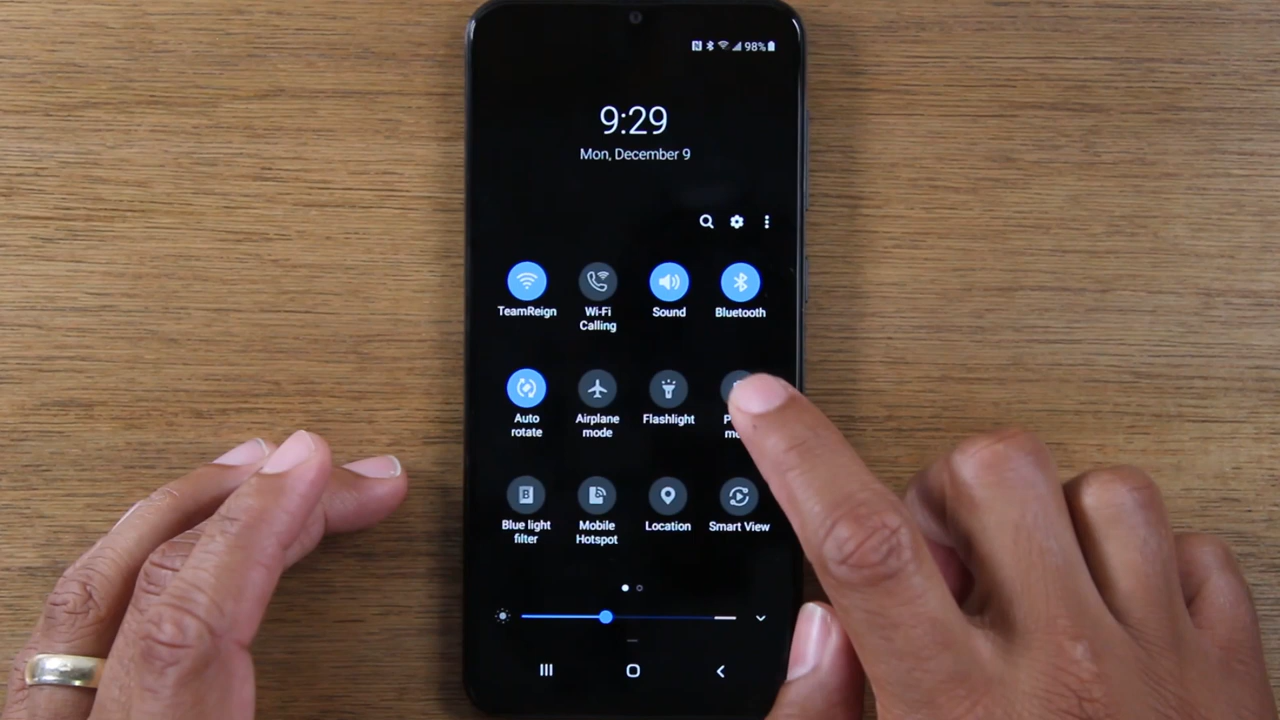 98%
9:29
Mon, December 9
TeamReign
Wi-Fi
Calling
Sound
Bluetooth
Auto
rotate
Airplane
mode
Flashlight
Blue light
filter
Mobile
Hotspot
Location
Smart View